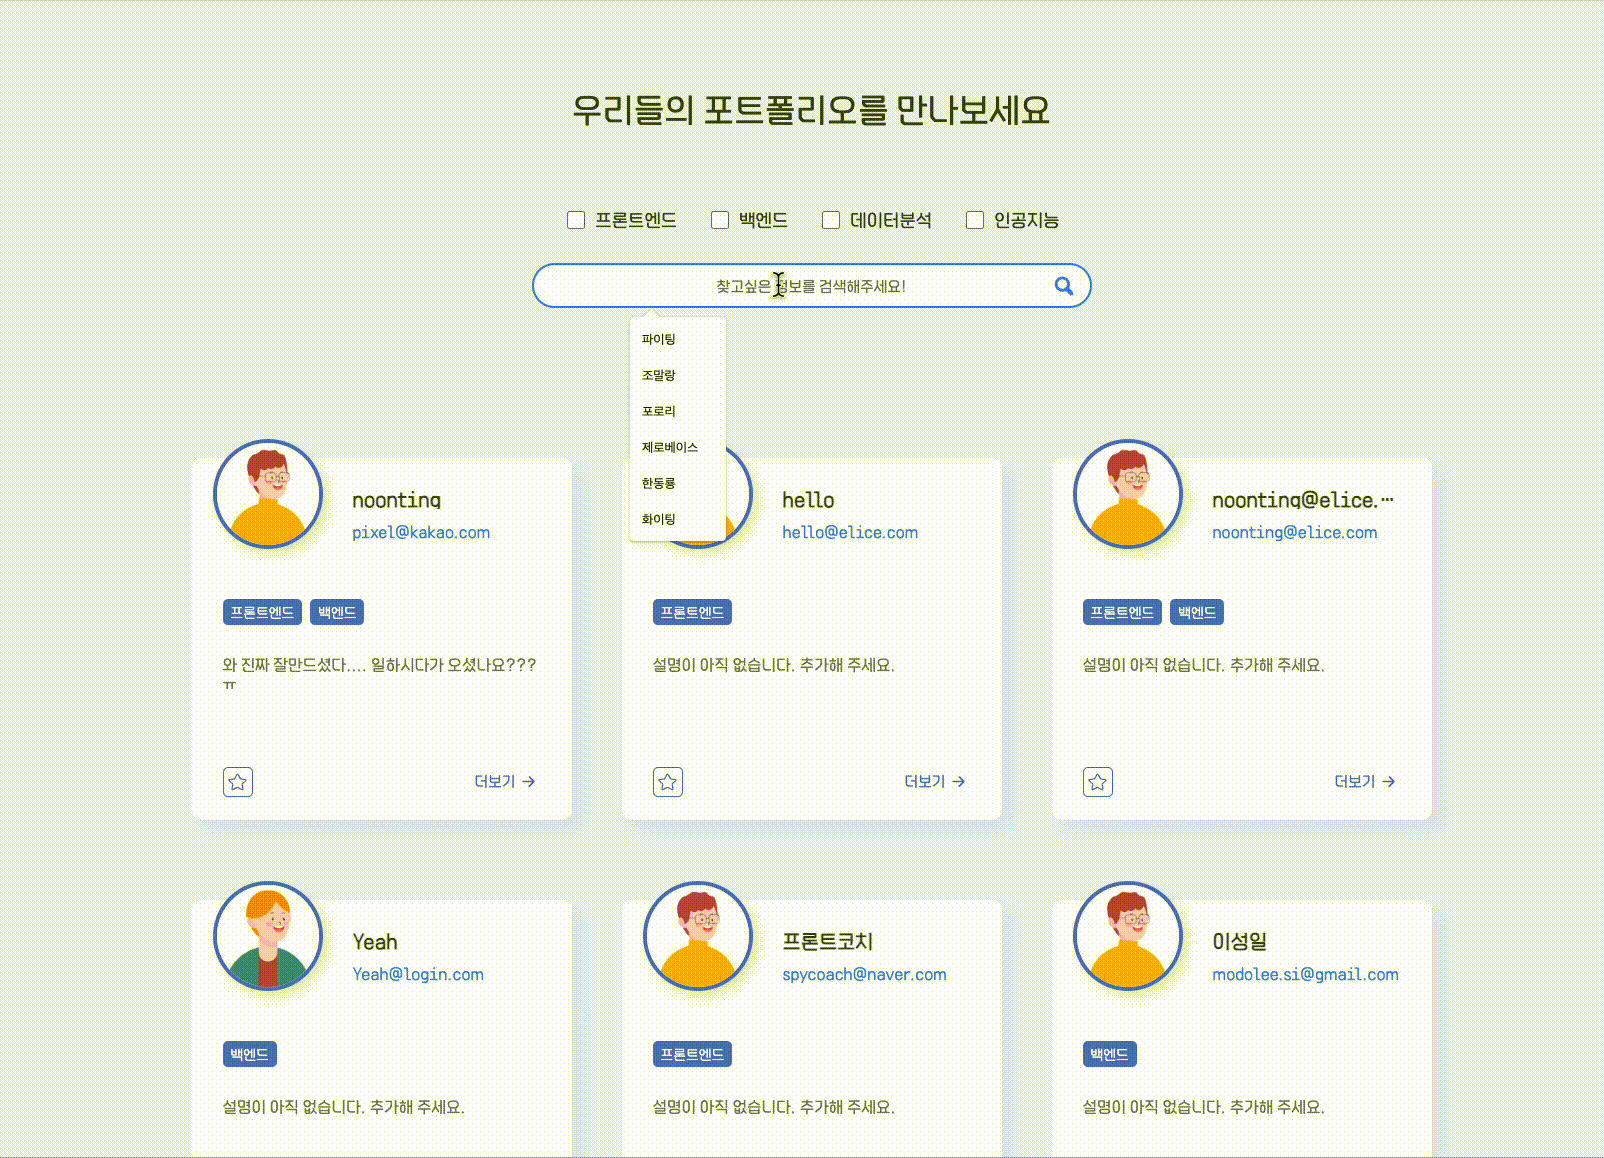 우리들의 포트폴리오를 만나보세요
프론트엔드 백엔드 데이터분석 인공지능
찾고싶은 정보를 검색해주세요!
파이팅
조말랑
포로리
제로베이스
한동룡
화이팅
noonting
pixel@kakao.com
프론트엔드 백엔드
와 진짜 잘만드셨다.... 일하시다가 오셨나요???
ㅠ
더보기 →
hello
hello@elice.com
프론트엔드
설명이 아직 없습니다. 추가해 주세요.
더보기 →
noonting@elice.…
noonting@elice.com
프론트엔드 백엔드
설명이 아직 없습니다. 추가해 주세요.
더보기 →
Yeah
Yeah@login.com
백엔드
설명이 아직 없습니다. 추가해 주세요.
프론트코치
spycoach@naver.com
프론트엔드
설명이 아직 없습니다. 추가해 주세요.
이성일
modolee.si@gmail.com
백엔드
설명이 아직 없습니다. 추가해 주세요.